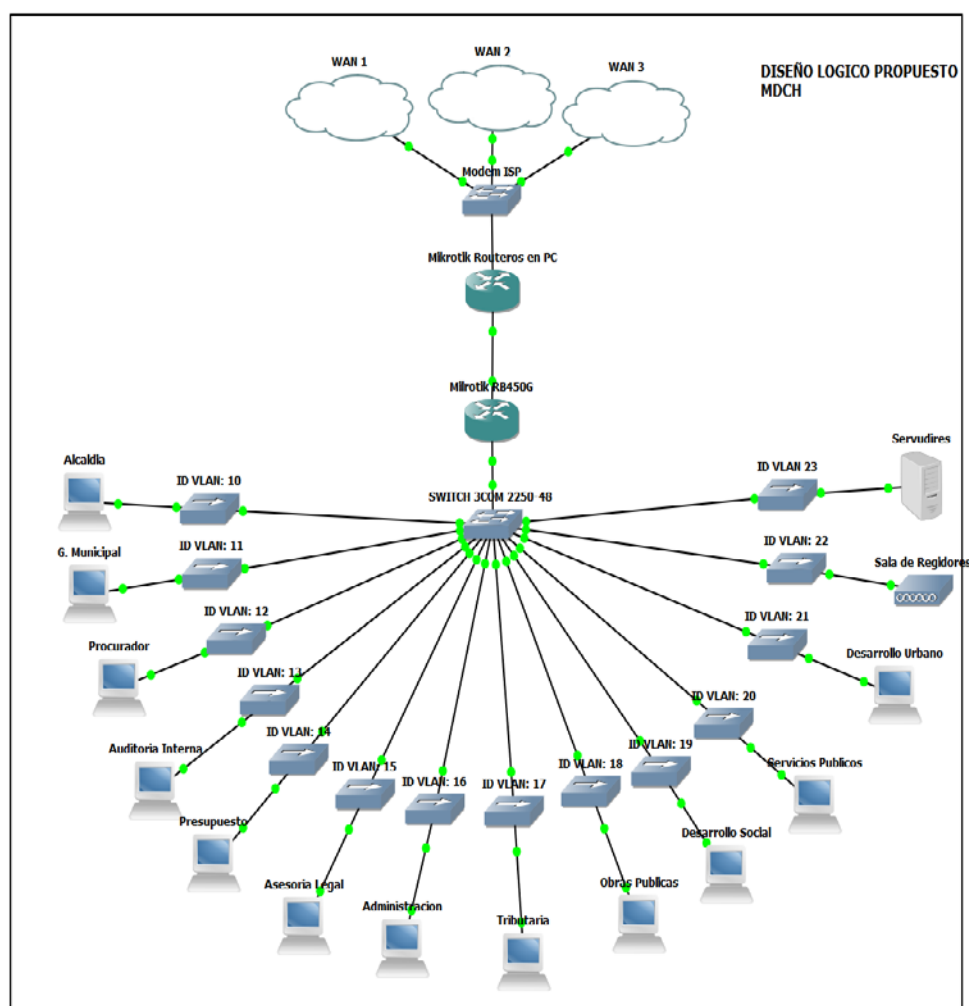 WAN 1
WAN 2
WAN 3
DISEÑO LOGICO PROPUESTO
MDCH
Modem ISP
Mikrotik Routeros en PC
Milrotik RB450G
Servudires
Alcaldia
ID VLAN: 10
ID VLAN 23
SWITCH 3COM 2250-48
G. Municipal
ID VLAN: 11
ID VLAN: 22
Sala de Regidores
ID VLAN: 12
ID VLAN: 21
Procurador
Desarrollo Urbano
ID VLAN: 13
ID VLAN: 20
Auditoria Interna
ID VLAN: 14
ID VLAN: 19
Servicios Publicos
ID VLAN: 15
ID VLAN: 16
ID VLAN: 17
ID VLAN: 18
Presupuesto
Desarrollo Social
Asesoria Legal
Administracion
Tributaria
Obras Publicas